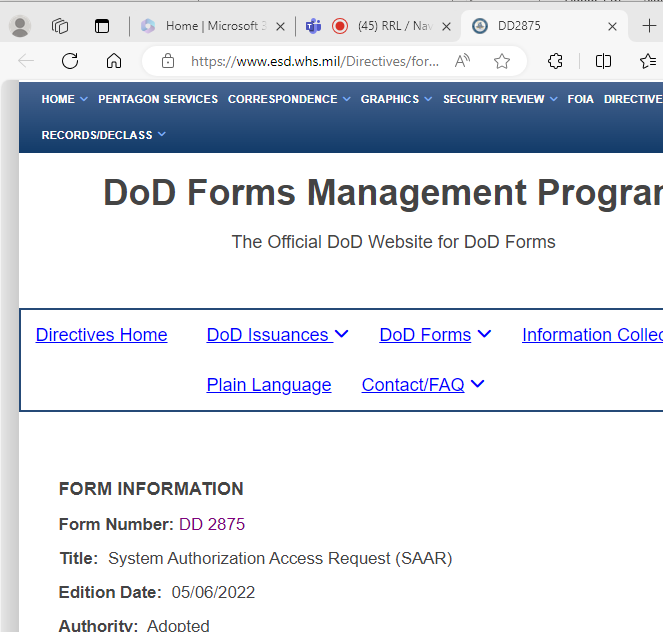 Home | Microsoft 3
(45) RRL / Nav
DD2875
https://www.esd.whs.mil/Directives/for...
HOME PENTAGON SERVICES CORRESPONDENCE GRAPHICS SECURITY REVIEW FOIA DIRECTIVE
RECORDS/DECLASS
DoD Forms Management Program
The Official DoD Website for DoD Forms
Directives Home DoD Issuances DoD Forms Information Collec
Plain Language Contact/FAQ
FORM INFORMATION
Form Number: DD 2875
Title: System Authorization Access Request (SAAR)
Edition Date: 05/06/2022
Authority: Adopted